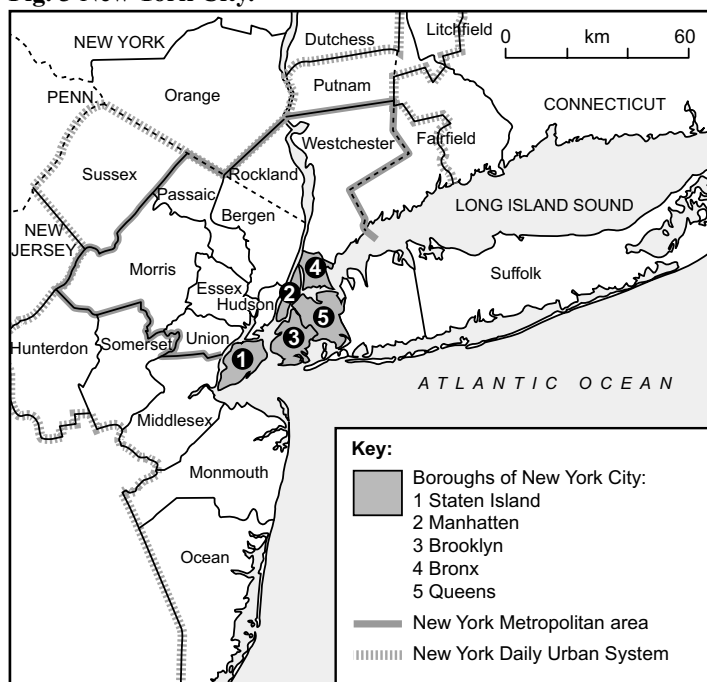 Fig. 3 New York City.
NEW YORK
Dutchess
Litchfield
0 km 60
PENN
Orange
Putnam
CONNECTICUT
Westchester
Fairfield
Sussex
Rockland
Passaic
Bergen
LONG ISLAND SOUND
NEW
JERSEY
Morris
Essex
Hudson
Suffolk
4
2
5
3
1
Hunterdon
Somerset
Union
ATLANTIC OCEAN
Middlesex
Monmouth
Ocean
Key:
Boroughs of New York City:
1 Staten Island
2 Manhatten
3 Brooklyn
4 Bronx
5 Queens
New York Metropolitan area
New York Daily Urban System